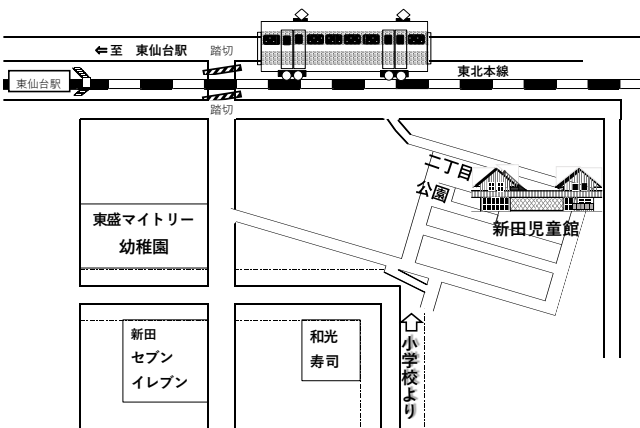 ⇐至 東仙台駅
踏切
東北本線
東仙台駅
踏切
二丁目
公園
新田児童館
東盛マイトリー
幼稚園
新田
セブン
イレブン
和光
寿司
小学校より